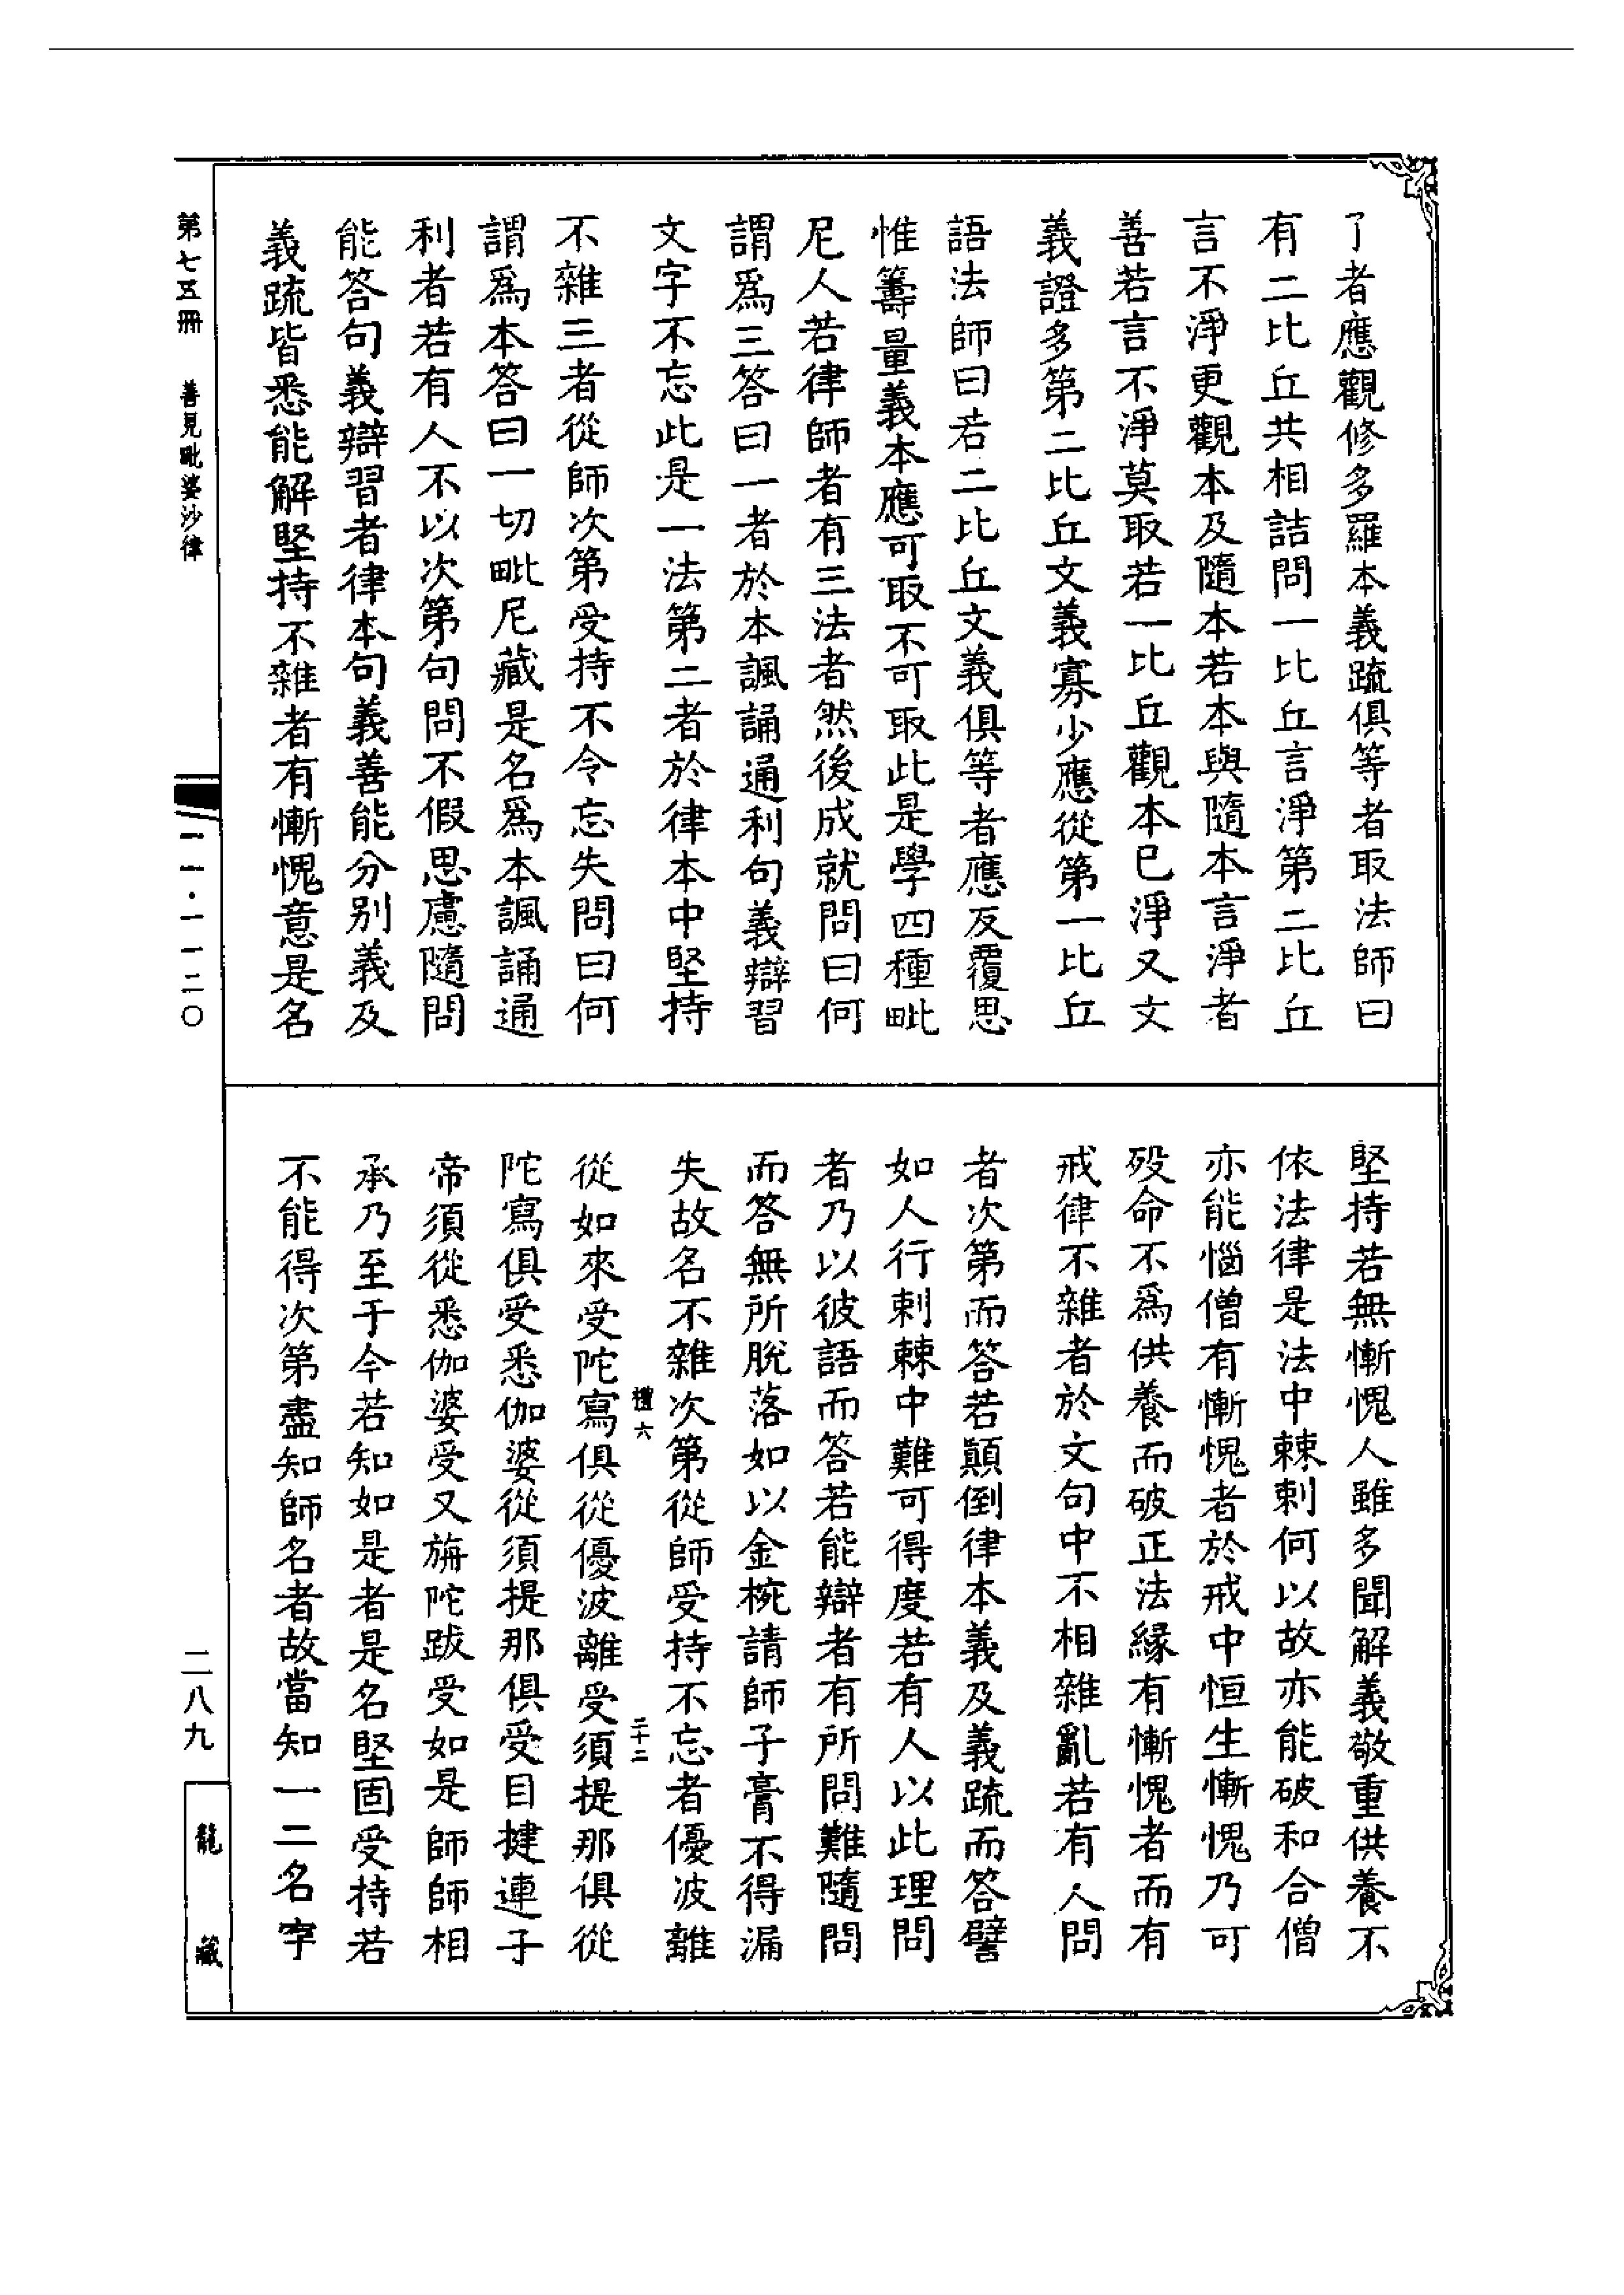 了者應觀修多羅本義疏俱等者取法師曰
有二比丘共相詰問一比丘言淨第二比丘
言不淨更觀本及隨本若本與隨本言淨者
善若言不淨莫取若一比丘觀本已淨又文
義證多第二比丘文義寡少應從第一比丘
語法師曰若二比丘文義俱等者應反覆思
惟籌量義本應可取不可取此是學四種毗
尼人若律師者有三法者然後成就問曰何
謂爲三答曰一者於本諷誦通利句義辯習
文字不忘此是一法第二者於律本中堅持
不雜三者從師次第受持不令忘失問曰何
謂爲本答曰一切毗尼藏是名爲本諷誦通
利者若有人不以次第句問不假思慮隨問
能答句義辯習者律本句義善能分別義及
義疏皆悉能解堅持不雜者有慚愧意是名
堅持若無慚愧人雖多聞解義敬重供養不
依法律是法中棘刺何以故亦能破和合僧
亦能惱僧有慚愧者於戒中恒生慚愧乃可
歿命不爲供養而破正法緣有慚愧者而有
戒律不雜者於文句中不相雜亂若有人問
者次第而答若顛倒律本義及義疏而答譬
如人行刺棘中難可得度若有人以此理問
者乃以彼語而答若能辯者有所問難隨問
而答無所脫落如以金椀請師子膏不得漏
失故名不雜次第從師受持不忘者優波離
禮六
二十二
從如來受陀寫俱從優波離受須提那俱從
陀寫俱受悉伽婆從須提那俱受目揵連子
帝須從悉伽婆受又旃陀跋受如是師師相
承乃至于今若知如是者是名堅固受持若
不能得次第盡知師名者故當知一二名字
第七五冊 善見毗婆沙律
一一·一一二〇
二八九
龍藏